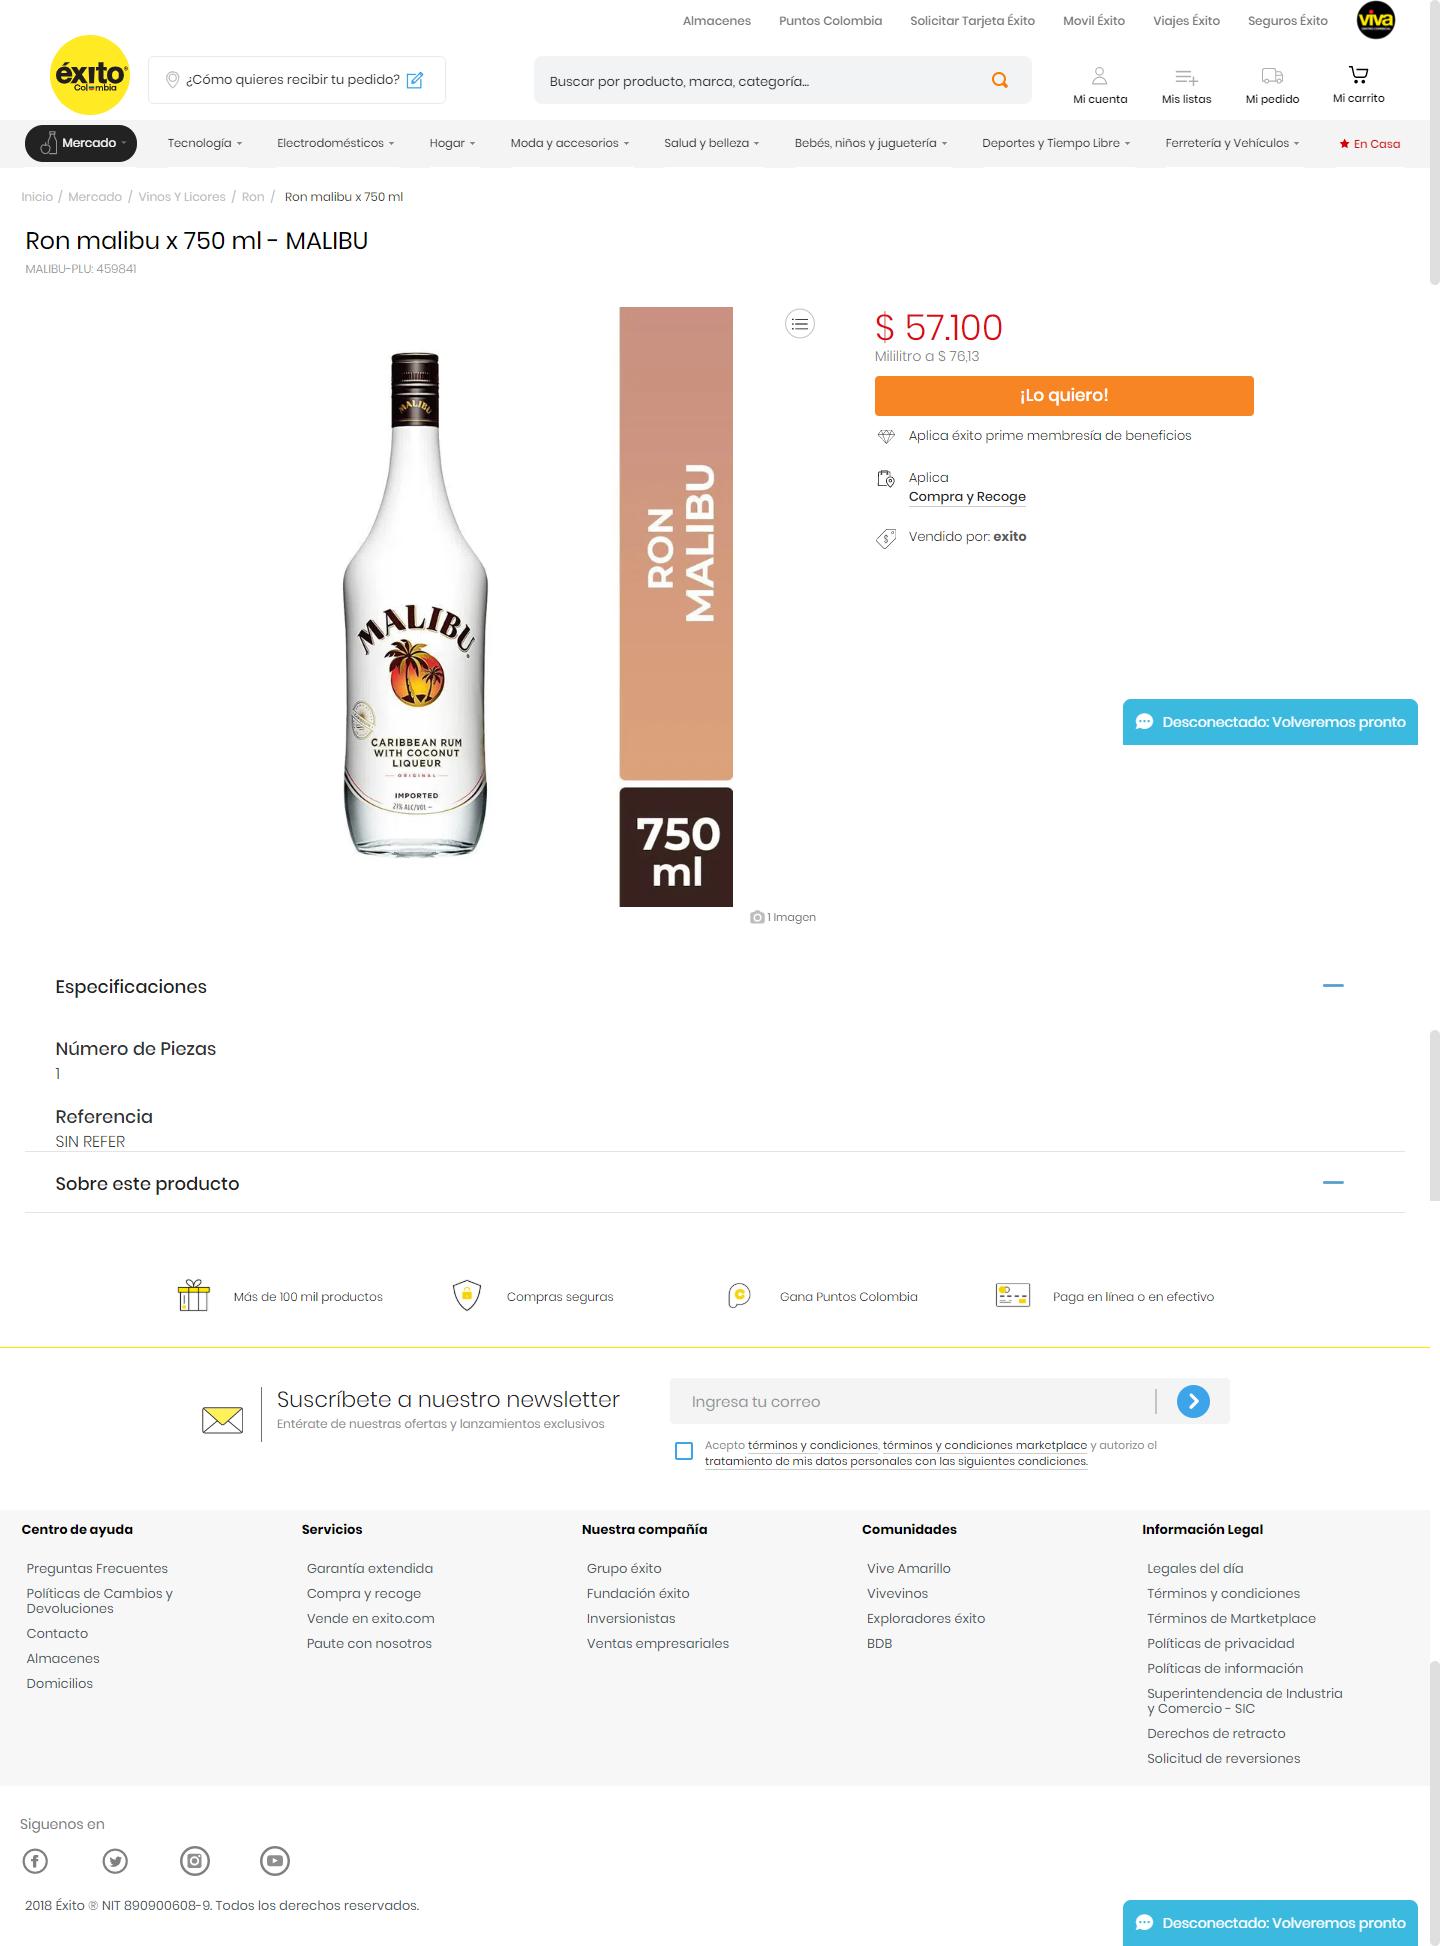 Almacenes Puntos Colombia Solicitar Tarjeta Éxito Movil Éxito Viajes Éxito Seguros Éxito viva
éxito
Colombia
¿Cómo quieres recibir tu pedido?
Buscar por producto, marca, categoría...
Mi cuenta Mis listas Mi pedido Mi carrito
Mercado Tecnología Electrodomésticos Hogar Moda y accesorios Salud y belleza Bebés, niños y juguetería Deportes y Tiempo Libre Ferretería y Vehículos En Casa
Inicio / Mercado / Vinos Y Licores / Ron / Ron malibu x 750 ml
Ron malibu x 750 ml - MALIBU
MALIBU-PLU: 459841
MALIBU
MALIBU
CARIBBEAN RUM
WITH COCONUT
LIQUEUR
ORIGINAL
IMPORTED
21% ALC/VOL
RON
MALIBU
750
ml
1 Imagen
$ 57.100
Mililitro a $ 76,13
¡Lo quiero!
Aplica éxito prime membresía de beneficios
Aplica
Compra y Recoge
Vendido por: exito
Desconectado: Volveremos pronto
Especificaciones
Número de Piezas
1
Referencia
SIN REFER
Sobre este producto
Más de 100 mil productos Compras seguras Gana Puntos Colombia Paga en línea o en efectivo
Suscríbete a nuestro newsletter
Entérate de nuestras ofertas y lanzamientos exclusivos
Ingresa tu correo
Acepto términos y condiciones, términos y condiciones marketplace y autorizo el
tratamiento de mis datos personales con las siguientes condiciones.
Centro de ayuda
Preguntas Frecuentes
Políticas de Cambios y
Devoluciones
Contacto
Almacenes
Domicilios
Servicios
Garantía extendida
Compra y recoge
Vende en exito.com
Paute con nosotros
Nuestra compañía
Grupo éxito
Fundación éxito
Inversionistas
Ventas empresariales
Comunidades
Vive Amarillo
Vivevinos
Exploradores éxito
BDB
Información Legal
Legales del día
Términos y condiciones
Términos de Martketplace
Políticas de privacidad
Políticas de información
Superintendencia de Industria
y Comercio - SIC
Derechos de retracto
Solicitud de reversiones
Siguenos en
2018 Éxito ® NIT 890900608-9. Todos los derechos reservados.
Desconectado: Volveremos pronto